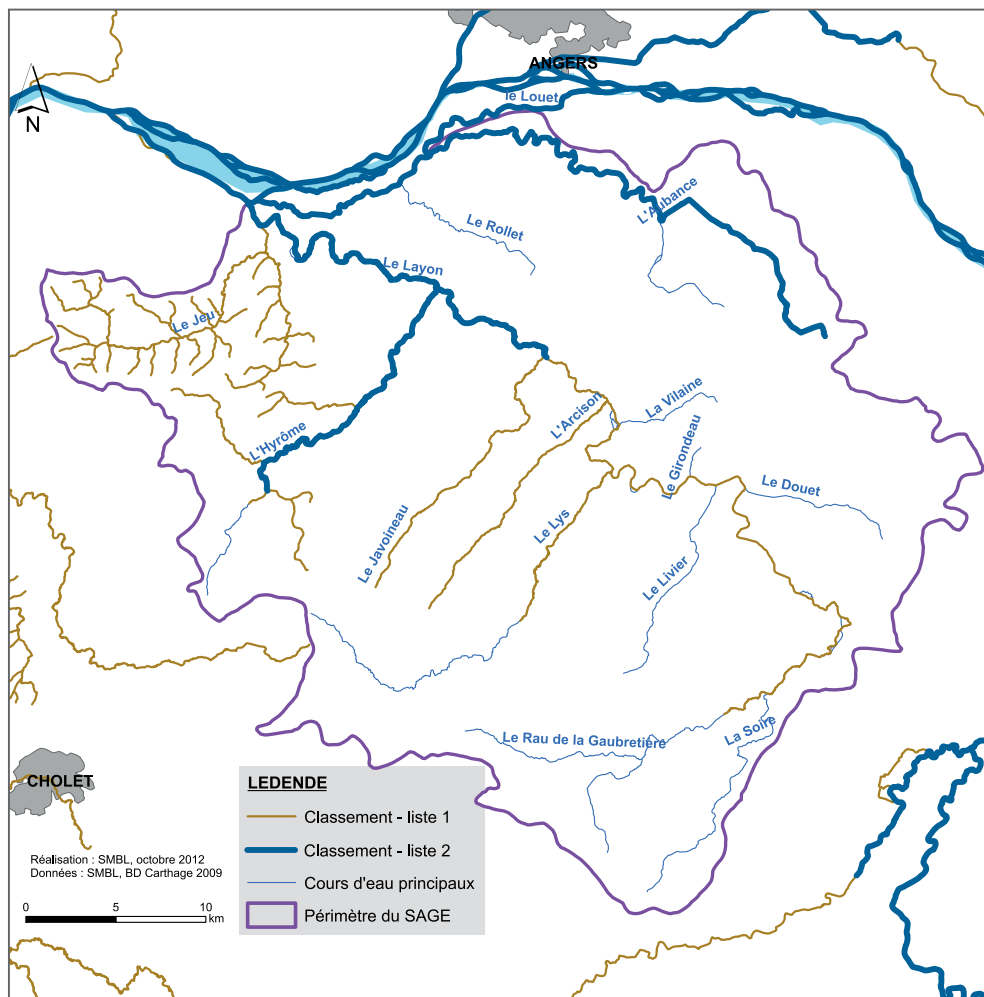 ANGERS
le Louet
N
L'Aubance
Le Rollet
Le Layon
Le Jeu
La Vilaine
L'Arcison
L'Hyrôme
Le Girondeau
Le Douet
Le Lys
Le Javoineau
Le Livier
La Soire
Le Rau de la Gaubretière
CHOLET
LEDENDE
Classement - liste 1
Classement - liste 2
Cours d'eau principaux
Périmètre du SAGE
Réalisation : SMBL, octobre 2012
Données : SMBL, BD Carthage 2009
0 5 10
km